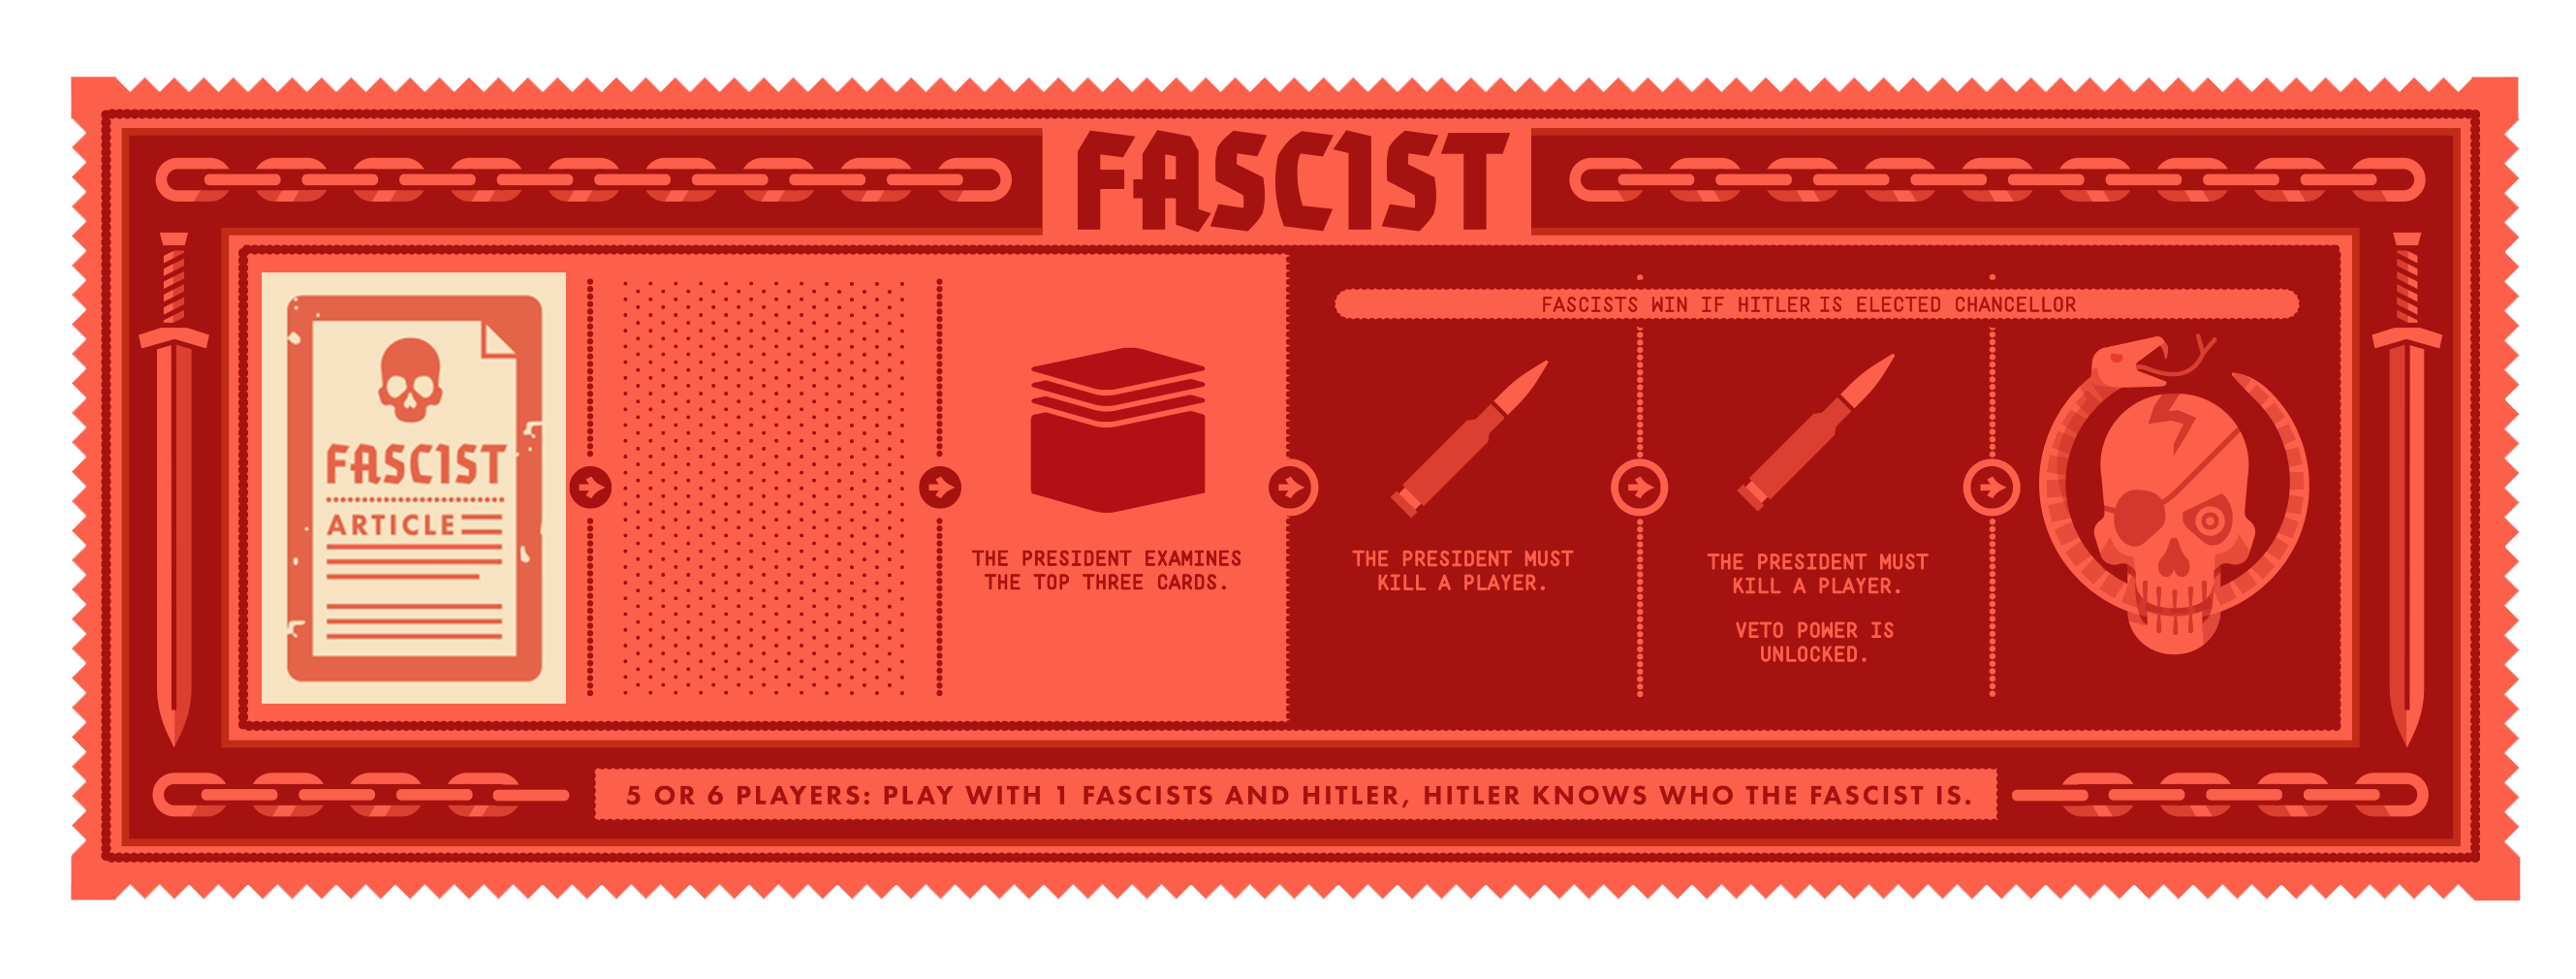 FASCIST
FASCIST
ARTICLE
THE PRESIDENT EXAMINES
THE TOP THREE CARDS.
FASCISTS WIN IF HITLER IS ELECTED CHANCELLOR
THE PRESIDENT MUST
KILL A PLAYER.
THE PRESIDENT MUST
KILL A PLAYER.
VETO POWER IS
UNLOCKED.
5 OR 6 PLAYERS: PLAY WITH 1 FASCISTS AND HITLER, HITLER KNOWS WHO THE FASCIST IS.